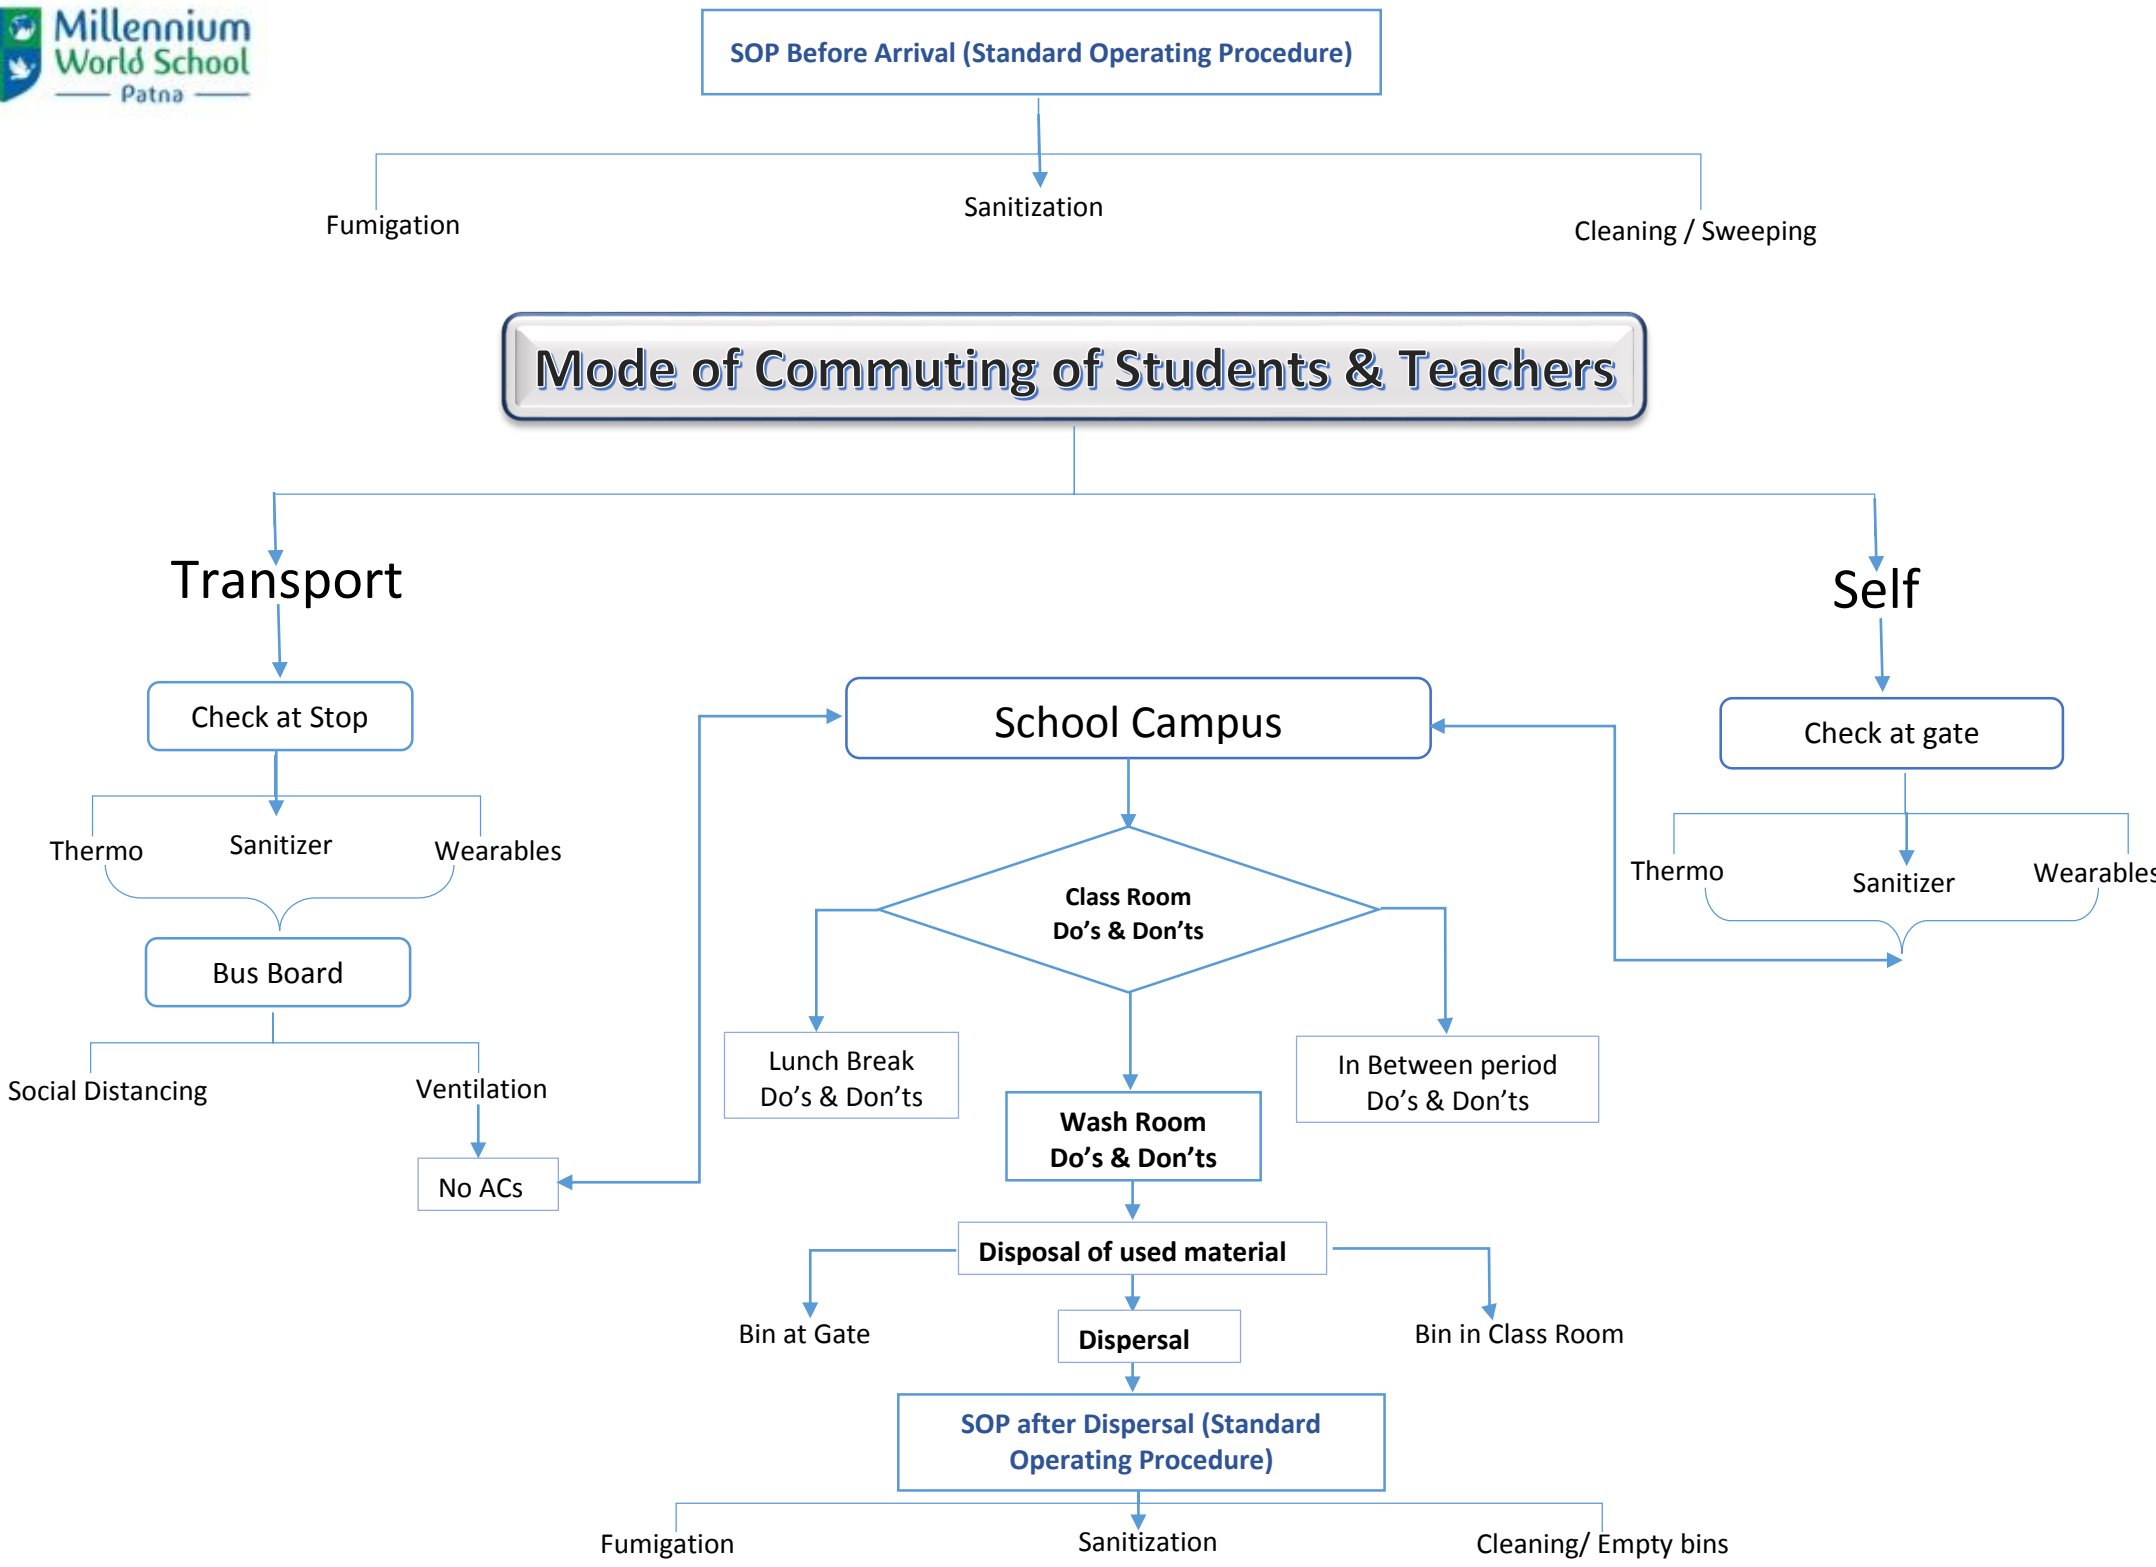 Millennium
World School
Patna
SOP Before Arrival (Standard Operating Procedure)
Fumigation
Sanitization
Cleaning / Sweeping
Mode of Commuting of Students & Teachers
Transport
Self
Check at Stop
School Campus
Check at gate
Thermo
Sanitizer
Wearables
Thermo
Sanitizer
Wearables
Class Room
Do’s & Don’ts
Bus Board
Social Distancing
Ventilation
Lunch Break
Do’s & Don’ts
In Between period
Do’s & Don’ts
Wash Room
Do’s & Don’ts
No ACs
Disposal of used material
Bin at Gate
Dispersal
Bin in Class Room
SOP after Dispersal (Standard
Operating Procedure)
Fumigation
Sanitization
Cleaning/ Empty bins